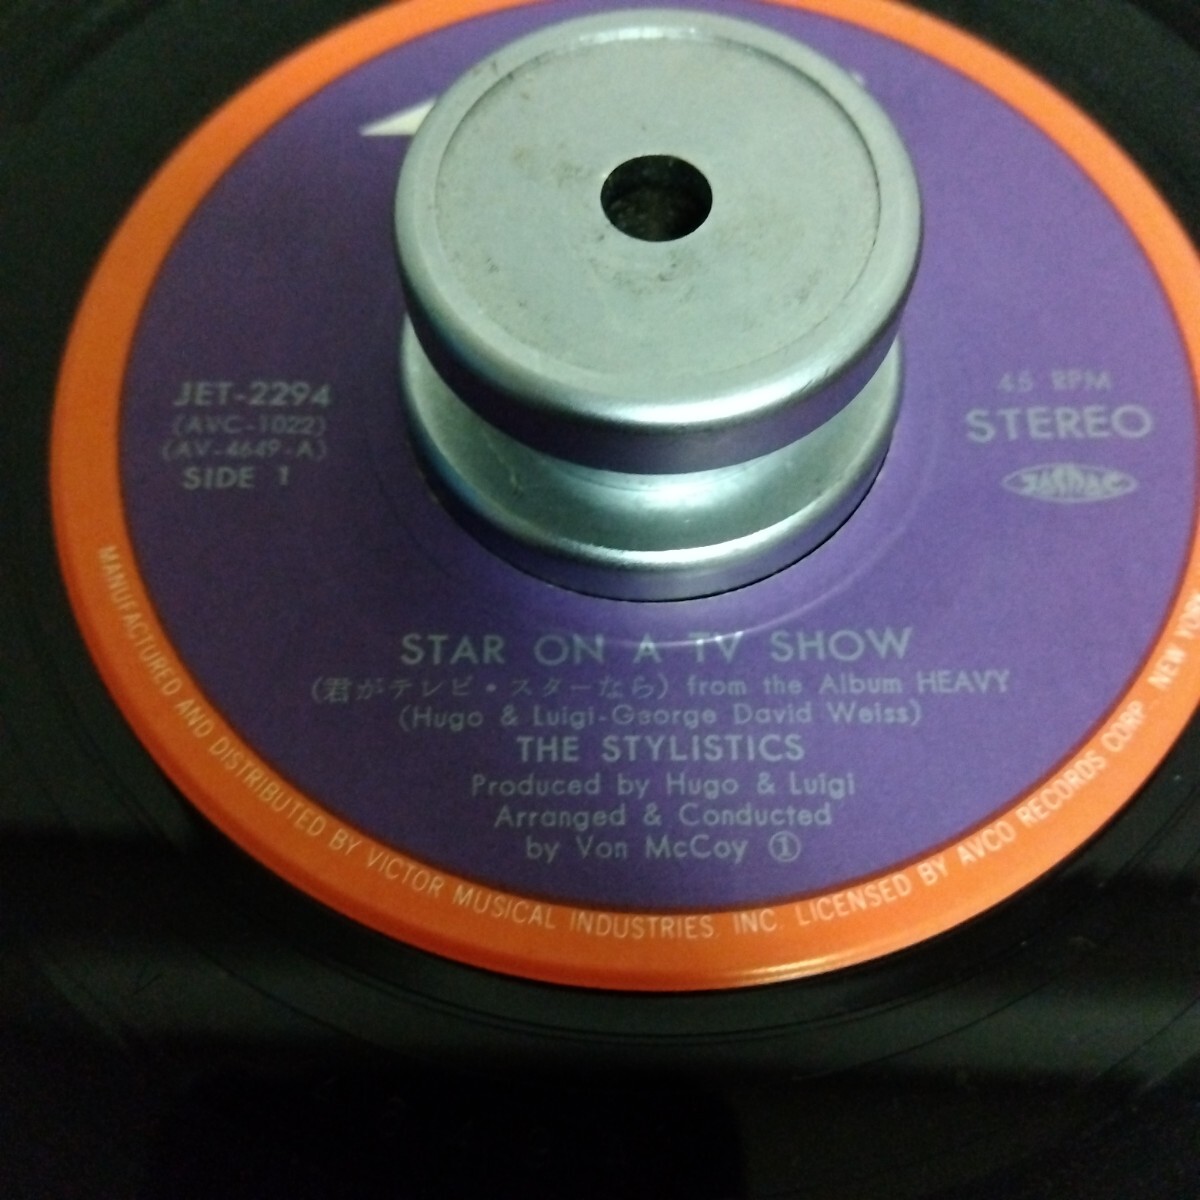 JET-2294
(AVC-1022)
(AV-4649-A)
SIDE 1
45 RPM
STEREO
JASRAC
STAR ON A TV SHOW
(君がテレビ・スターなら) from the Album HEAVY
(Hugo & Luigi-George David Weiss)
THE STYLISTICS
Produced by Hugo & Luigi
Arranged & Conducted
by Von McCoy ①
MANUFACTURED AND DISTRIBUTED BY VICTOR MUSICAL INDUSTRIES, INC. LICENSED BY AVCO RECORDS CORP - NEW